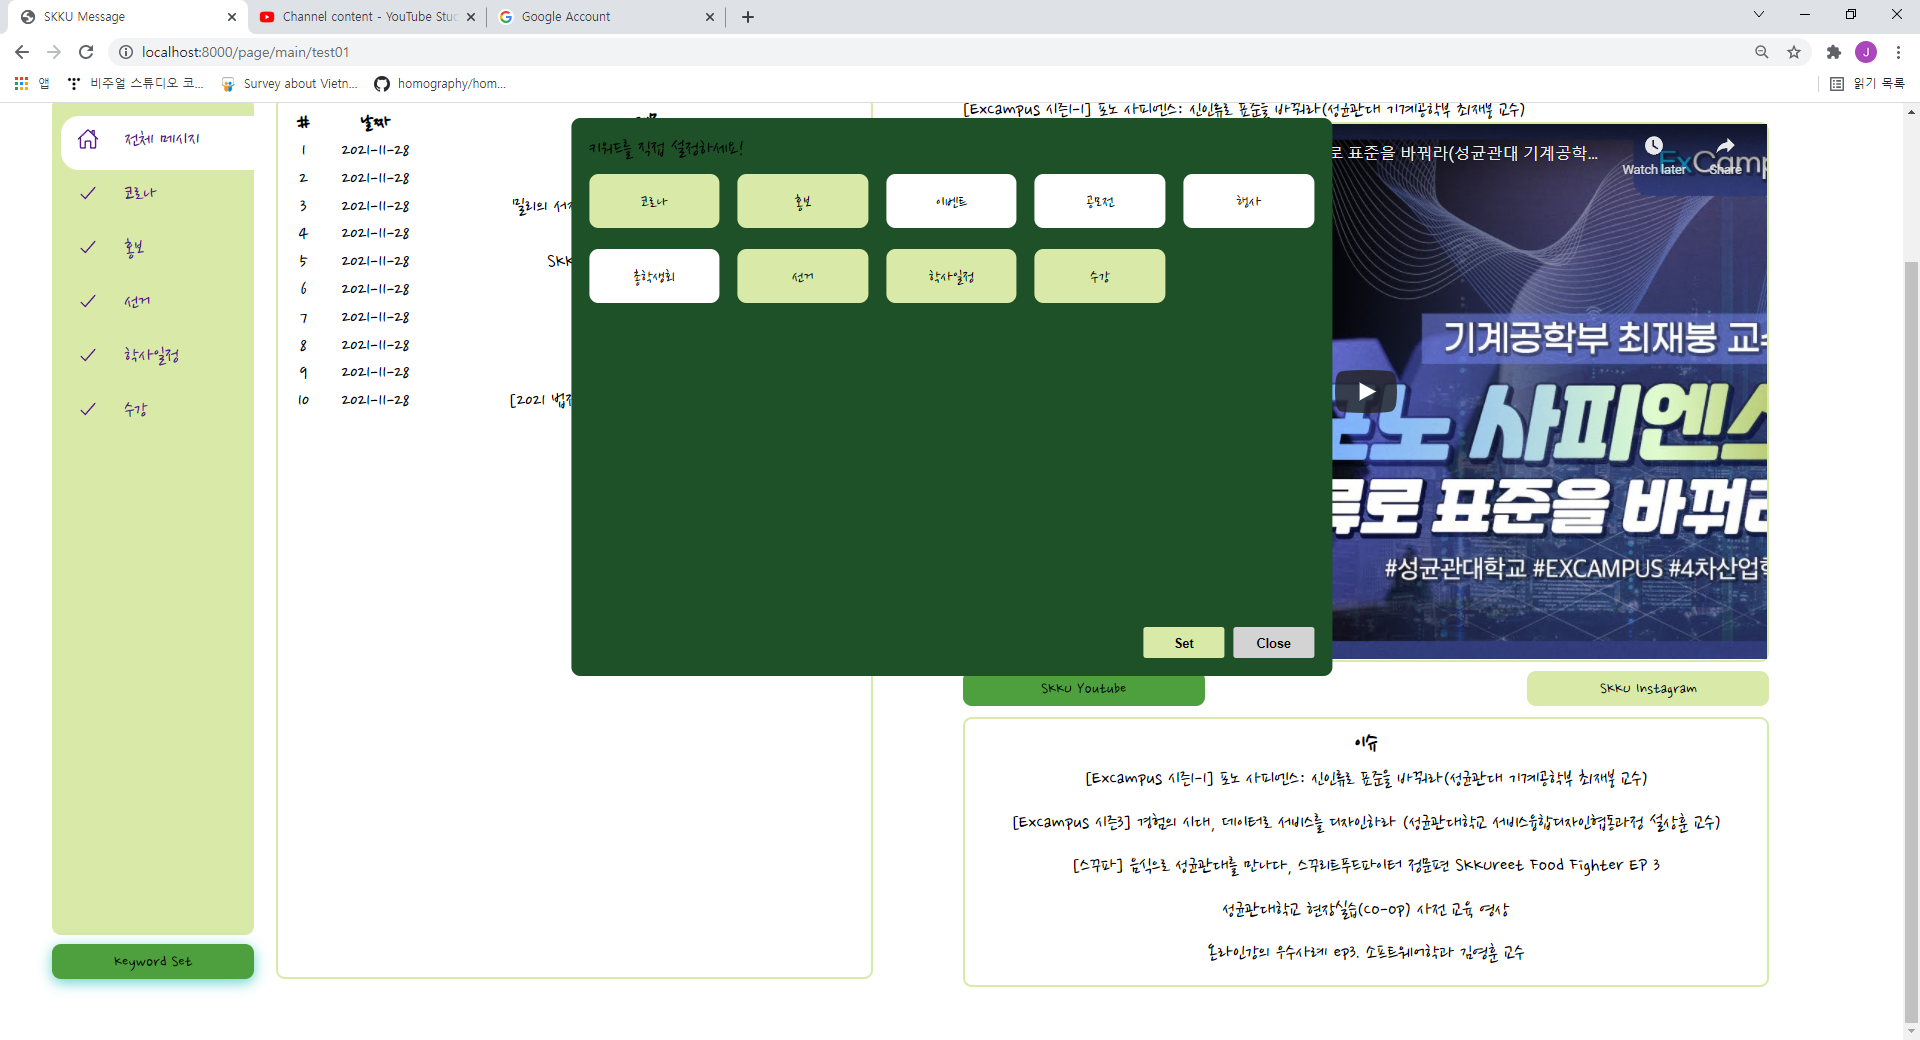 SKKU Message
Channel content - YouTube Stud
Google Account
localhost:8000/page/main/test01
J
앱
비주얼 스튜디오 코...
Survey about Vietn...
homography/hom...
읽기 목록
전체 메시지
코로나
홍보
선거
학사일정
수강
Keyword Set
# 날짜
1 2021-11-28
2 2021-11-28
3 2021-11-28 밀리의 서재
4 2021-11-28
5 2021-11-28 SKK
6 2021-11-28
7 2021-11-28
8 2021-11-28
9 2021-11-28
10 2021-11-28 [2021 법
키워드를 직접 설정하세요!
코로나 홍보 이벤트 공모전 행사
총학생회 선거 학사일정 수강
Set Close
[Excampus 시즌1-1] 포노 사피엔스: 신인류로 표준을 바꿔라(성균관대 기계공학부 최재붕 교수)
로 표준을 바꿔라(성균관대 기계공학...
Watch later
Share
ExCamp
기계공학부 최재붕 교수
포노 사피엔스
류로 표준을 바꿔라
#성균관대학교 #EXCAMPUS #4차산업혁
SKKU Youtube
SKKU Instagram
이슈
[Excampus 시즌1-1] 포노 사피엔스: 신인류로 표준을 바꿔라(성균관대 기계공학부 최재붕 교수)
[Excampus 시즌3] 경험의 시대, 데이터로 서비스를 디자인하라 (성균관대학교 서비스융합디자인협동과정 설상훈 교수)
[스꾸파] 음식으로 성균관대를 만나다, 스꾸리트푸드파이터 정문편 SKKUreet Food Fighter EP 3
성균관대학교 현장실습(CO-OP) 사전 교육 영상
온라인강의 우수사례 ep3. 소프트웨어학과 김영훈 교수